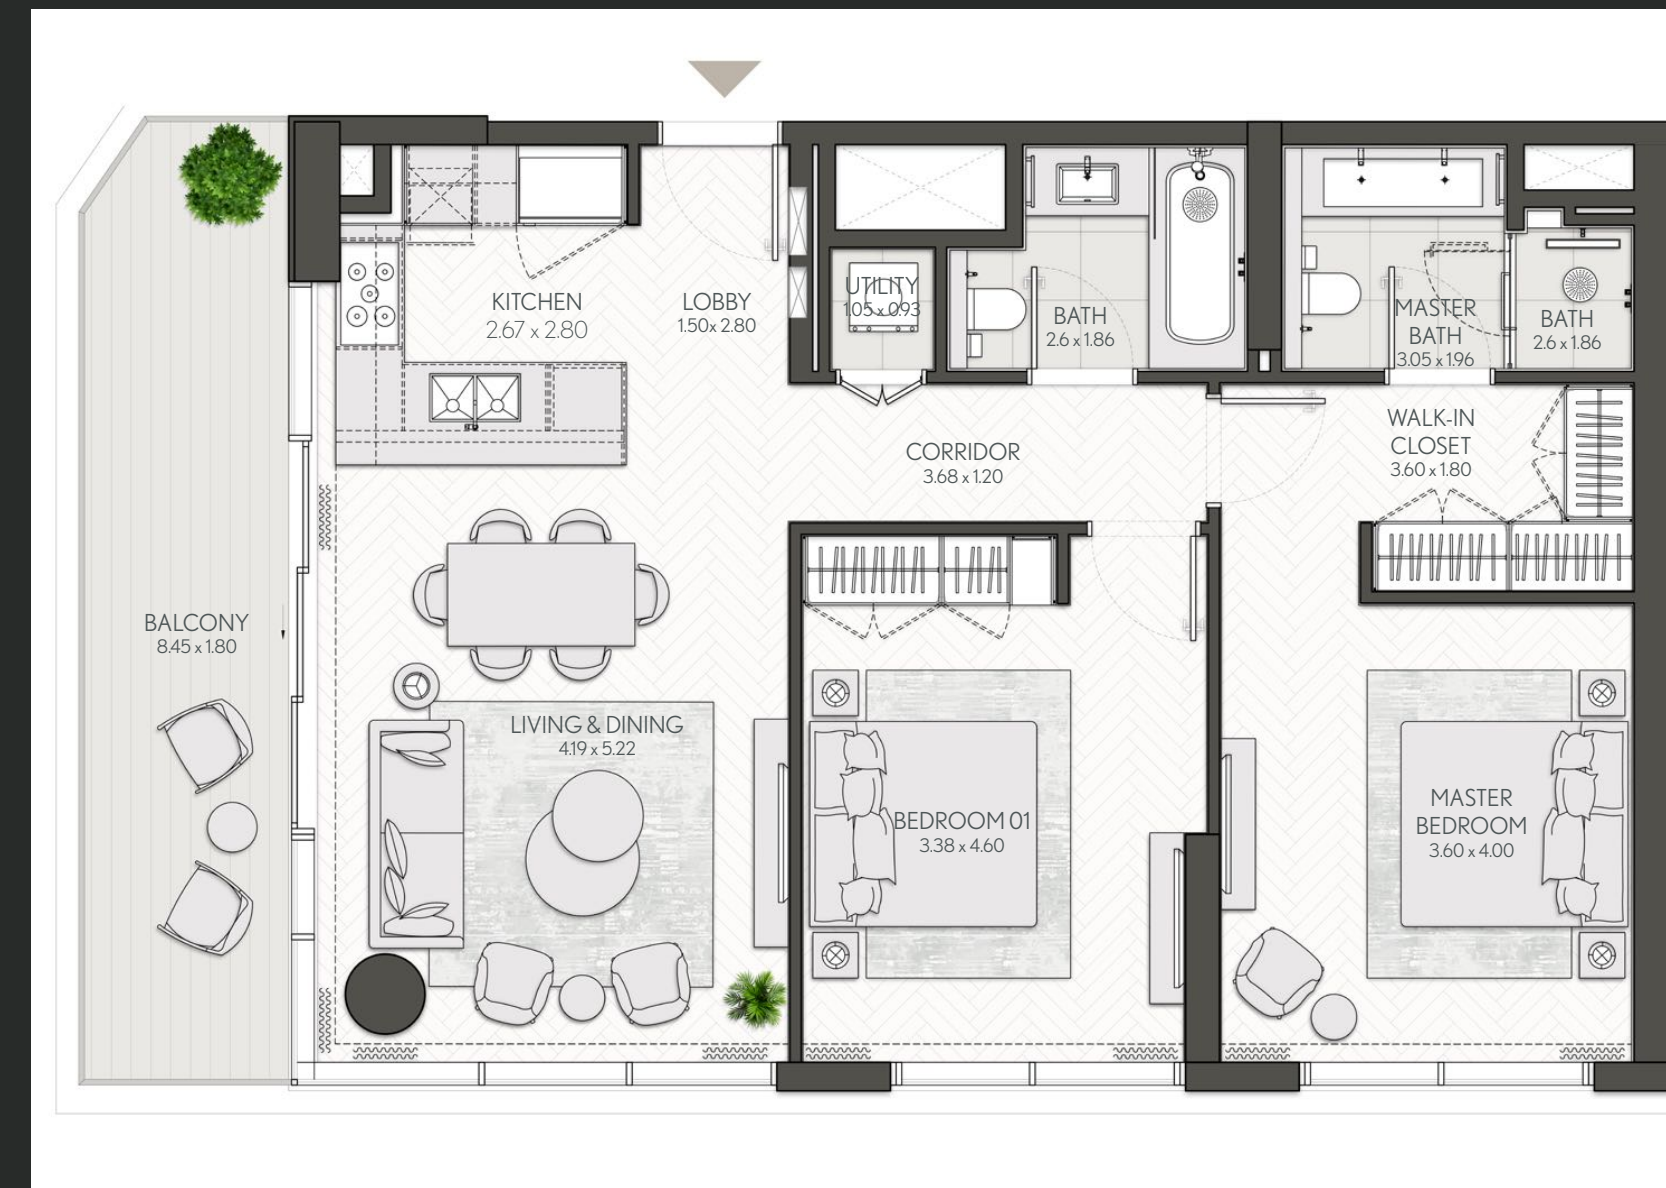 KITCHEN
2.67 x 2.80
LOBBY
1.50x 2.80
UTILITY
1.05 x 0.93
BATH
2.6 x 1.86
MASTER
BATH
3.05 x 1.96
BATH
2.6 x 1.86
CORRIDOR
3.68 x 1.20
WALK-IN
CLOSET
3.60 x 1.80
BALCONY
8.45 x 1.80
LIVING & DINING
4.19 x 5.22
BEDROOM 01
3.38 x 4.60
MASTER
BEDROOM
3.60 x 4.00